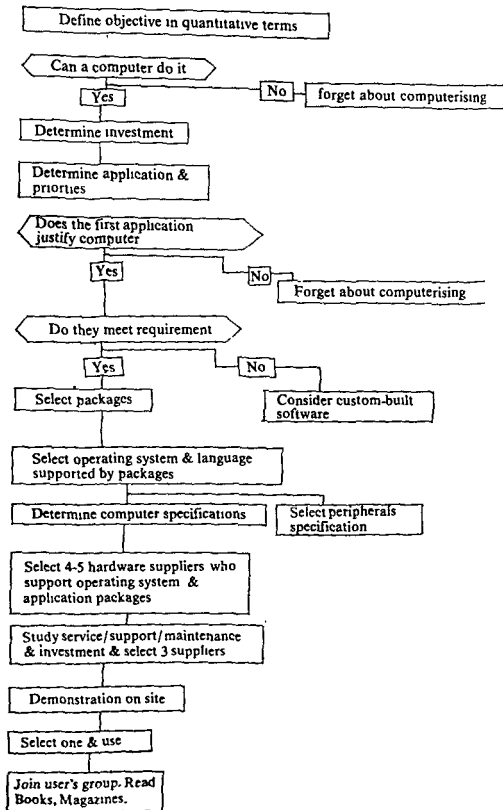 Define objective in quantitative terms
Can a computer do it
Yes
No
forget about computerising
Determine investment
Determine application &
priorities
Does the first application
justify computer
Yes
No
Forget about computerising
Do they meet requirement
Yes
No
Select packages
Consider custom-built
software
Select operating system & language
supported by packages
Determine computer specifications
Select peripherals
specification
Select 4-5 hardware suppliers who
support operating system &
application packages
Study service/support/maintenance
& investment & select 3 suppliers
Demonstration on site
Select one & use
Join user's group. Read
Books, Magazines.